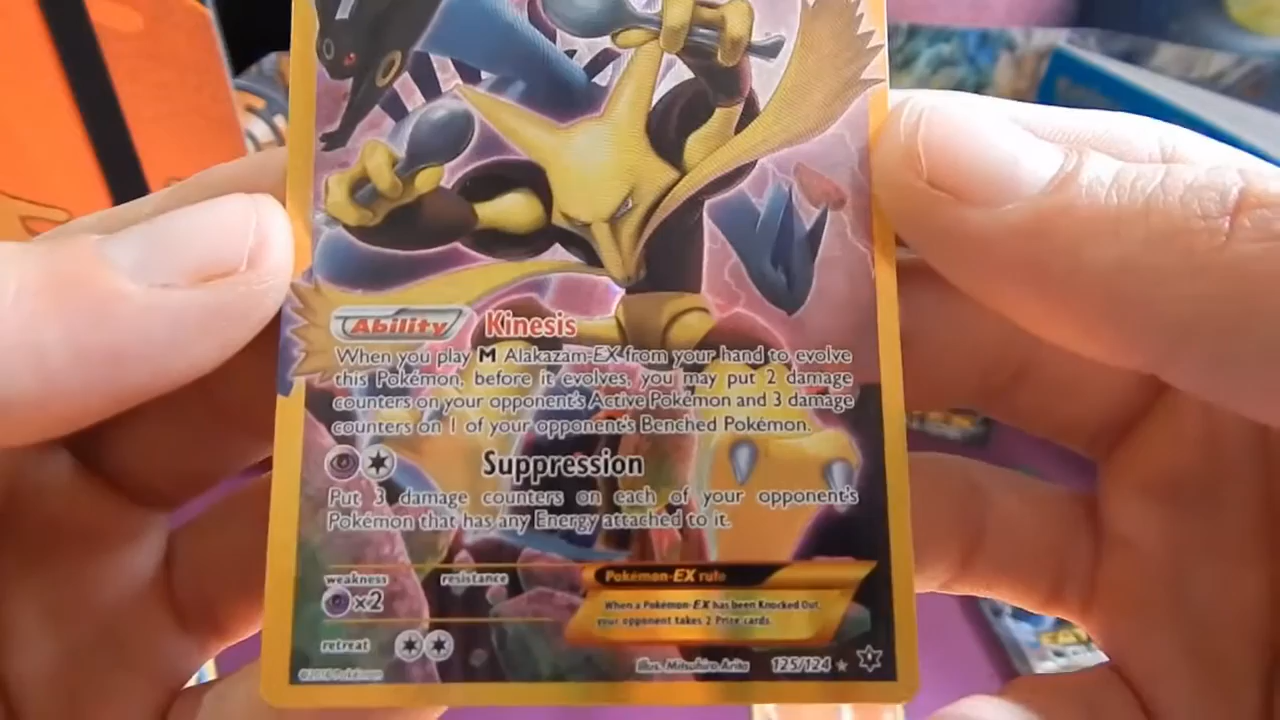 Ability Kinesis
When you play M Alakazam-EX from your hand to evolve
this Pokémon, before it evolves, you may put 2 damage
counters on your opponent's Active Pokémon and 3 damage
counters on 1 of your opponent's Benched Pokémon.
Suppression
Put 3 damage counters on each of your opponent's
Pokémon that has any Energy attached to it.
weakness resistance
×2
Pokémon-EX rule
When a Pokémon-EX has been Knocked Out,
your opponent takes 2 Prize cards.
retreat
Illus. Mitsuhiro Arita 125/124
©2016 Pokémon